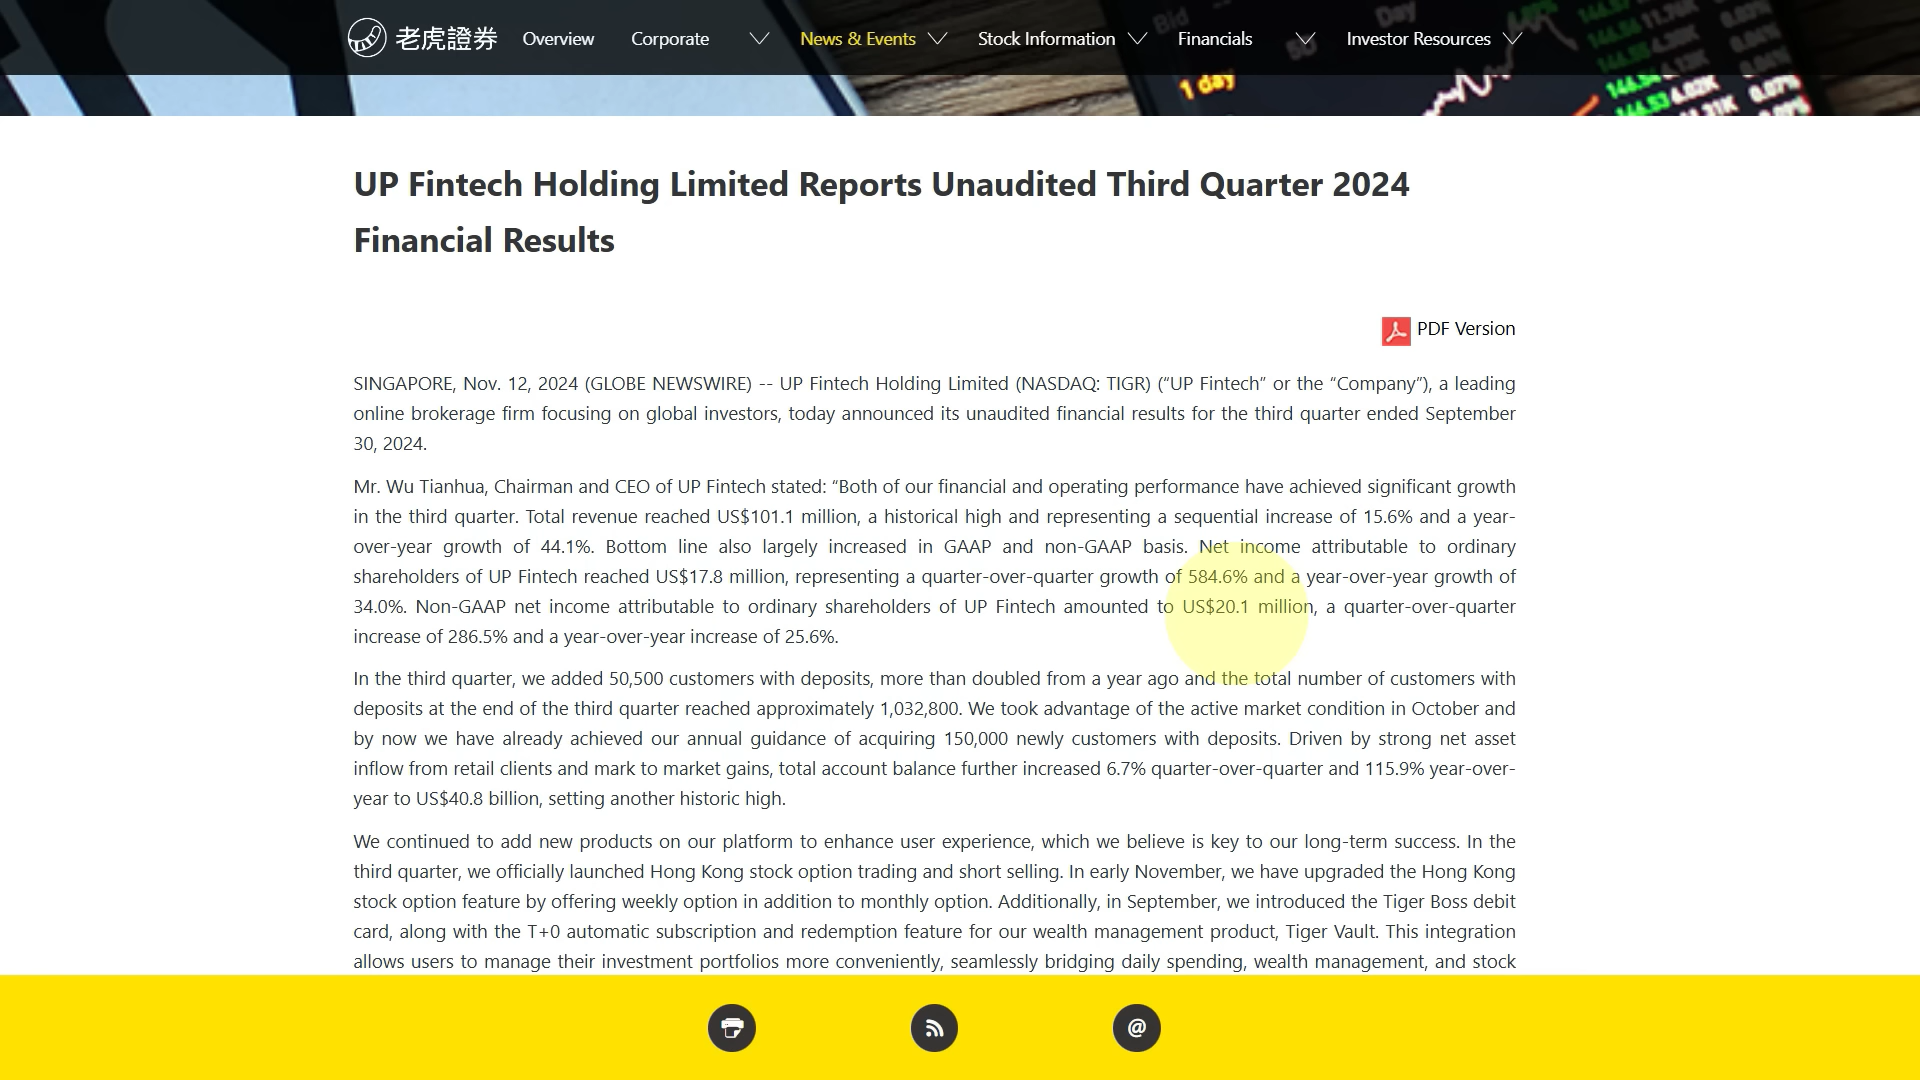 老虎證券 Overview Corporate News & Events Stock Information Financials Investor Resources
Bid Day
1 day
UP Fintech Holding Limited Reports Unaudited Third Quarter 2024
Financial Results
PDF Version
SINGAPORE, Nov. 12, 2024 (GLOBE NEWSWIRE) -- UP Fintech Holding Limited (NASDAQ: TIGR) (“UP Fintech” or the “Company”), a leading
online brokerage firm focusing on global investors, today announced its unaudited financial results for the third quarter ended September
30, 2024.
Mr. Wu Tianhua, Chairman and CEO of UP Fintech stated: “Both of our financial and operating performance have achieved significant growth
in the third quarter. Total revenue reached US$101.1 million, a historical high and representing a sequential increase of 15.6% and a year-
over-year growth of 44.1%. Bottom line also largely increased in GAAP and non-GAAP basis. Net income attributable to ordinary
shareholders of UP Fintech reached US$17.8 million, representing a quarter-over-quarter growth of 584.6% and a year-over-year growth of
34.0%. Non-GAAP net income attributable to ordinary shareholders of UP Fintech amounted to US$20.1 million, a quarter-over-quarter
increase of 286.5% and a year-over-year increase of 25.6%.
In the third quarter, we added 50,500 customers with deposits, more than doubled from a year ago and the total number of customers with
deposits at the end of the third quarter reached approximately 1,032,800. We took advantage of the active market condition in October and
by now we have already achieved our annual guidance of acquiring 150,000 newly customers with deposits. Driven by strong net asset
inflow from retail clients and mark to market gains, total account balance further increased 6.7% quarter-over-quarter and 115.9% year-over-
year to US$40.8 billion, setting another historic high.
We continued to add new products on our platform to enhance user experience, which we believe is key to our long-term success. In the
third quarter, we officially launched Hong Kong stock option trading and short selling. In early November, we have upgraded the Hong Kong
stock option feature by offering weekly option in addition to monthly option. Additionally, in September, we introduced the Tiger Boss debit
card, along with the T+0 automatic subscription and redemption feature for our wealth management product, Tiger Vault. This integration
allows users to manage their investment portfolios more conveniently, seamlessly bridging daily spending, wealth management, and stock